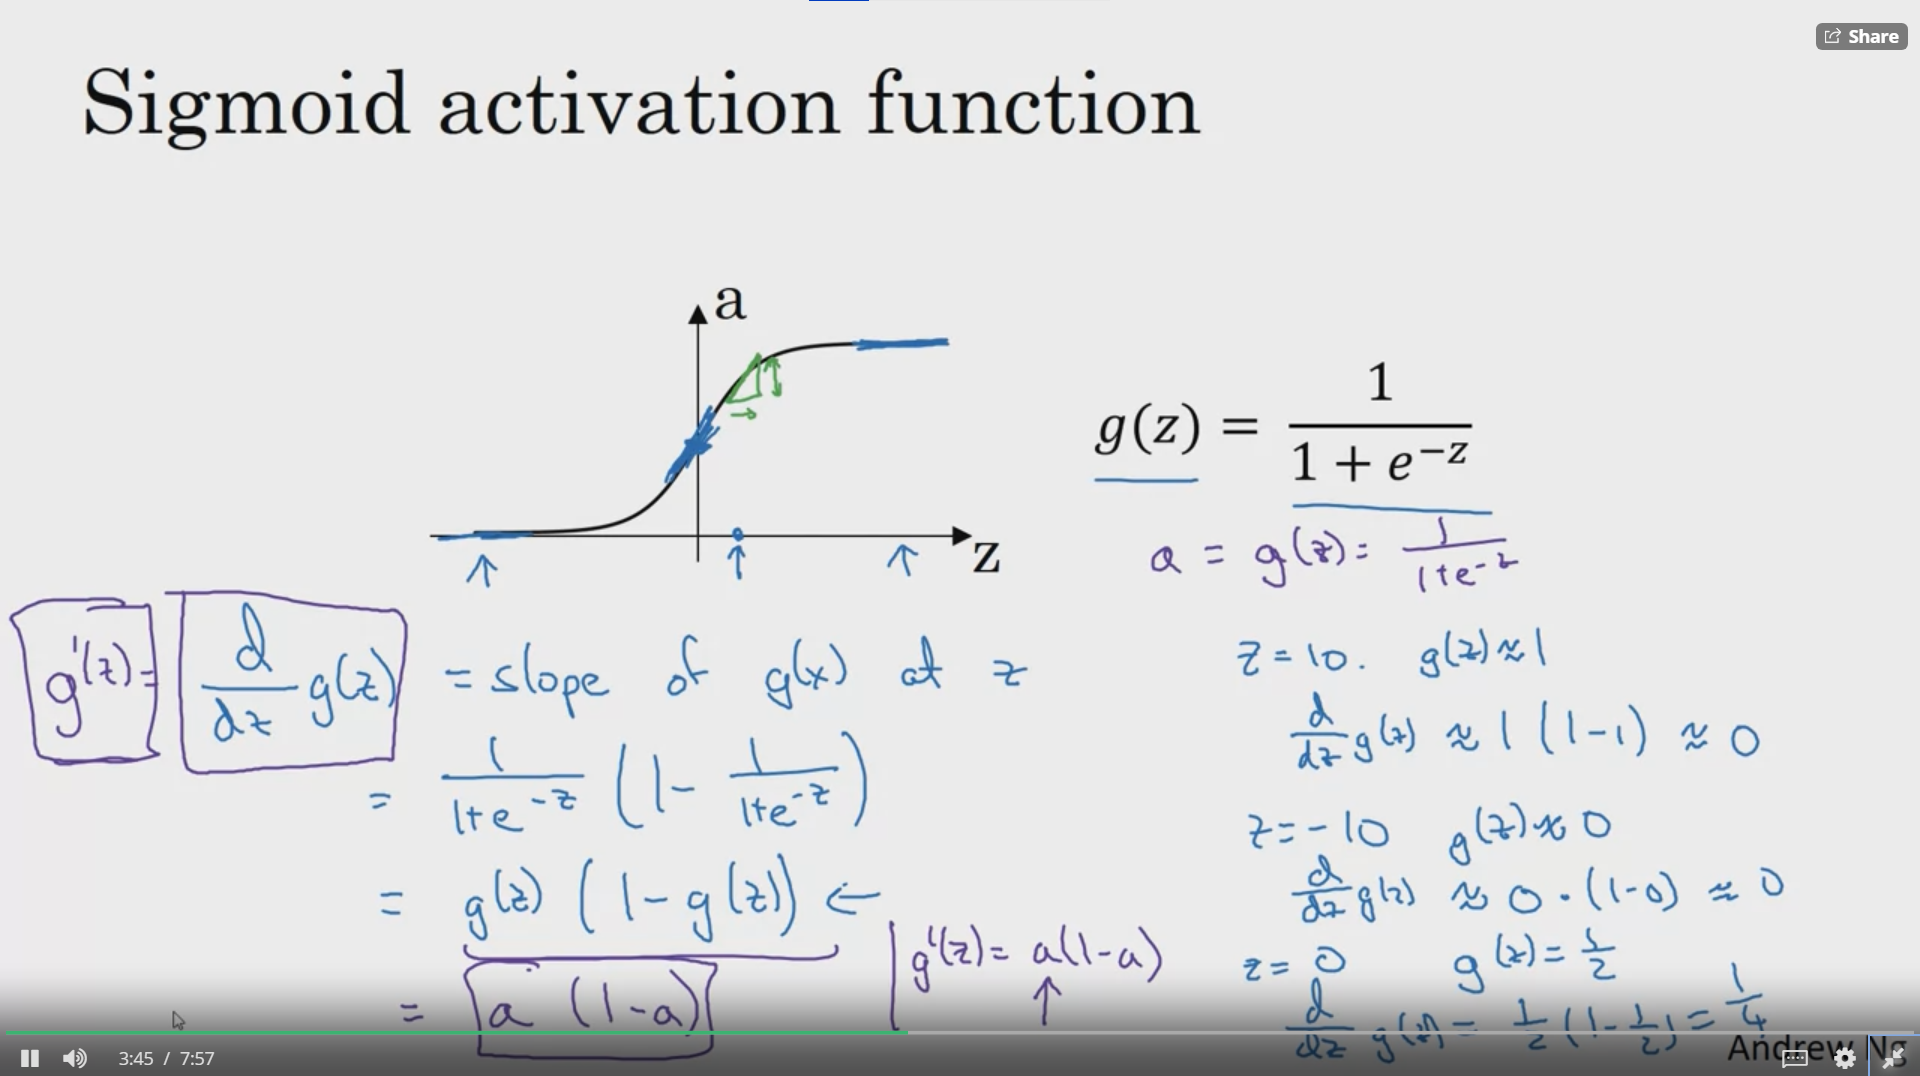 Share
Sigmoid activation function
a
z
g(z) = 1 / (1 + e^{-z})
a = g(z) = 1 / (1+e^{-z})
g'(z) = d/dz g(z) = slope of g(x) at z
= 1/(1+e^{-z}) (1 - 1/(1+e^{-z}))
= g(z) (1 - g(z)) ←
= a (1-a)
g'(z) = a(1-a)
↑
z = 10. g(z) ≈ 1
d/dz g(z) ≈ 1 (1-1) ≈ 0
z = -10 g(z) ≈ 0
d/dz g(z) ≈ 0 · (1-0) ≈ 0
z = 0 g(z) = 1/2
d/dz g(z) = 1/2 (1 - 1/2) = 1/4
Andrew Ng
3:45 / 7:57